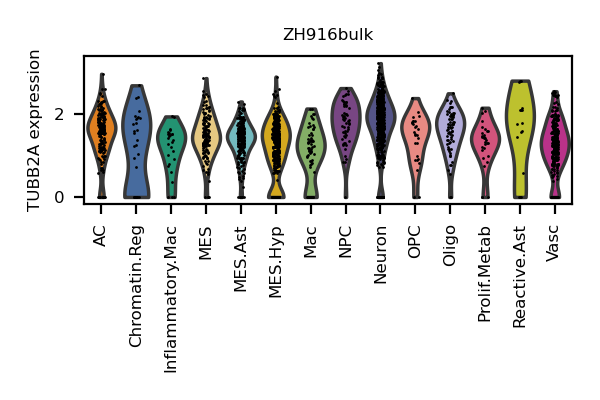 ZH916bulk
TUBB2A expression
2
0
AC
Chromatin.Reg
Inflammatory.Mac
MES
MES.Ast
MES.Hyp
Mac
NPC
Neuron
OPC
Oligo
Prolif.Metab
Reactive.Ast
Vasc